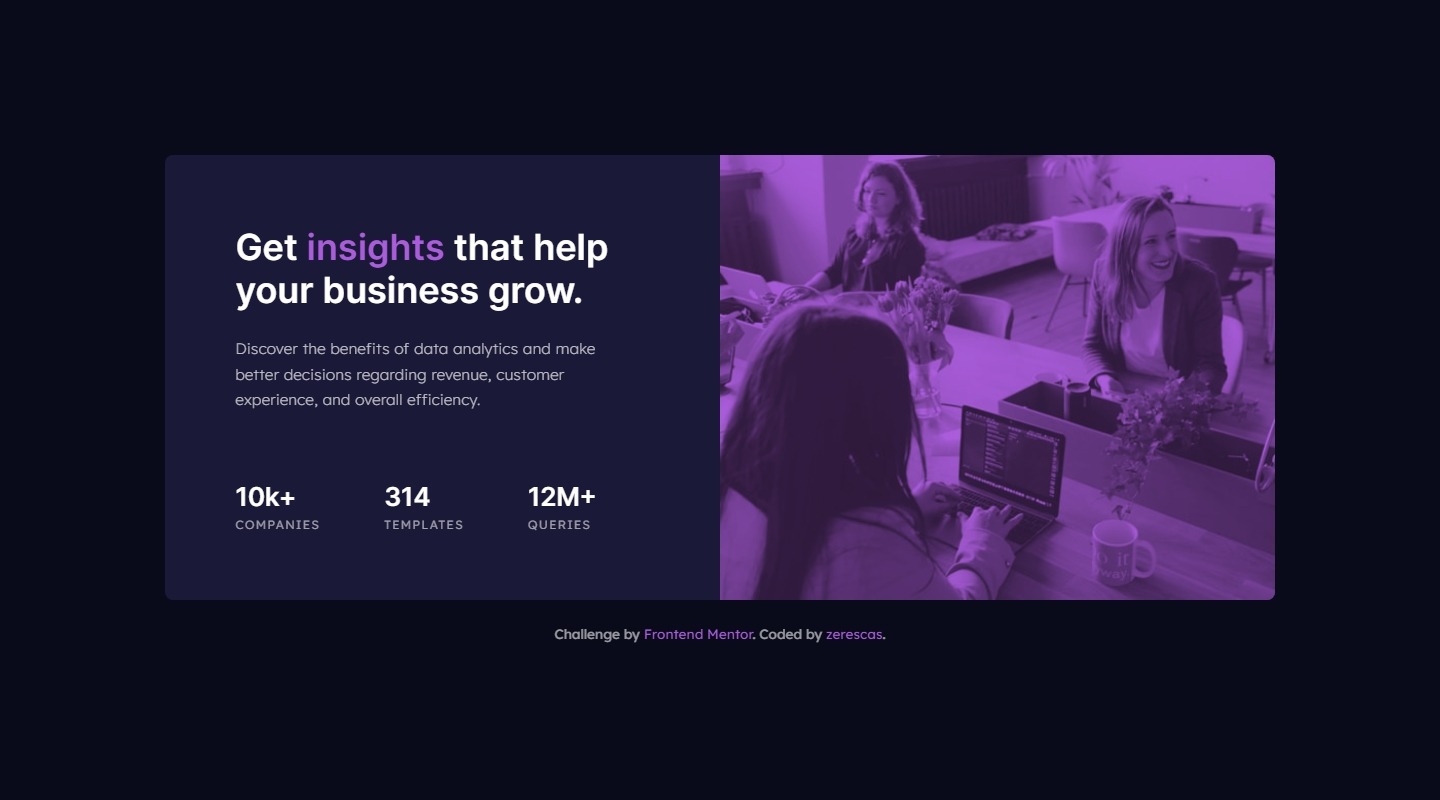 Get insights that help
your business grow.
Discover the benefits of data analytics and make
better decisions regarding revenue, customer
experience, and overall efficiency.
10k+
COMPANIES
314
TEMPLATES
12M+
QUERIES
Challenge by Frontend Mentor. Coded by zerescas.